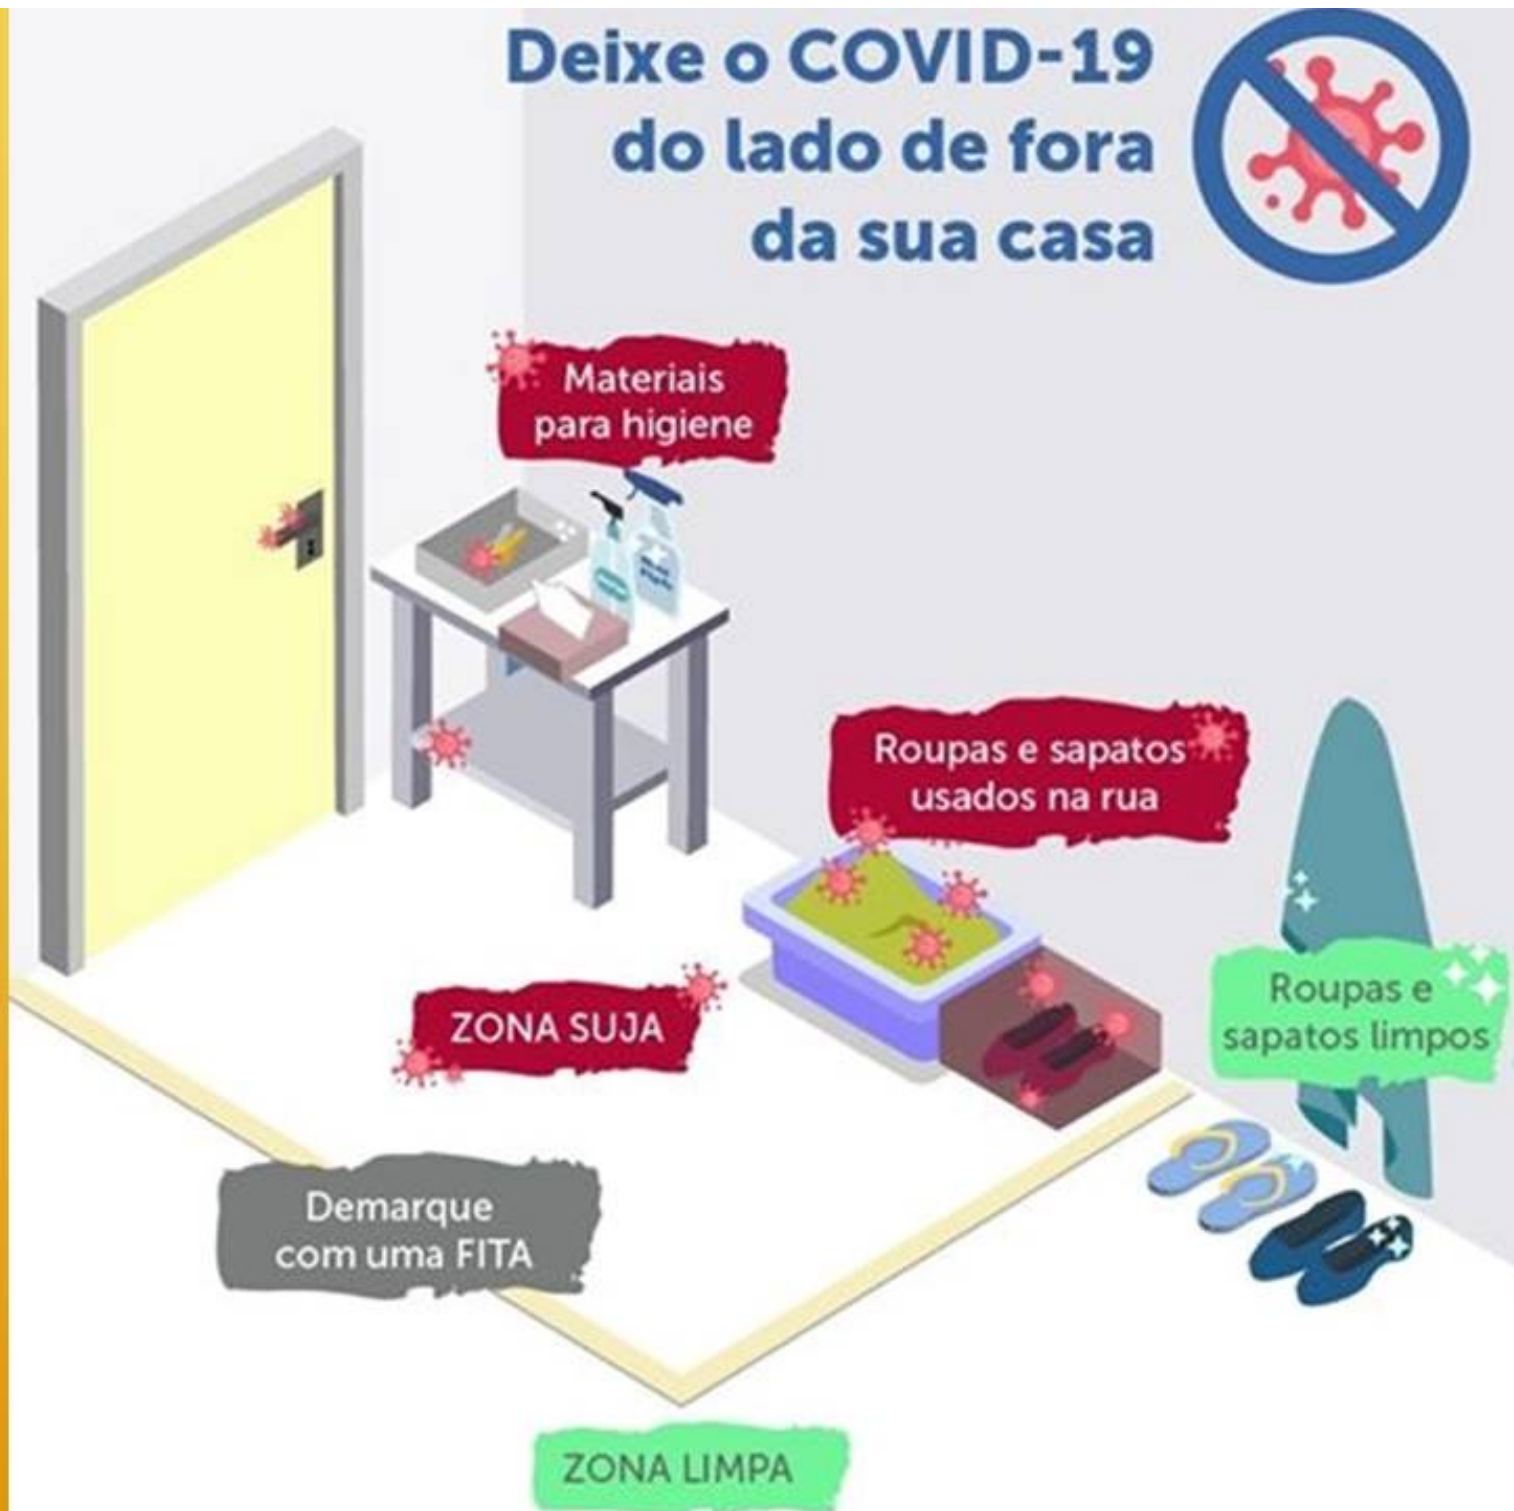 Deixe o COVID-19
do lado de fora
da sua casa
Materiais
para higiene
Roupas e sapatos
usados na rua
Roupas e
sapatos limpos
ZONA SUJA
Demarque
com uma FITA
ZONA LIMPA